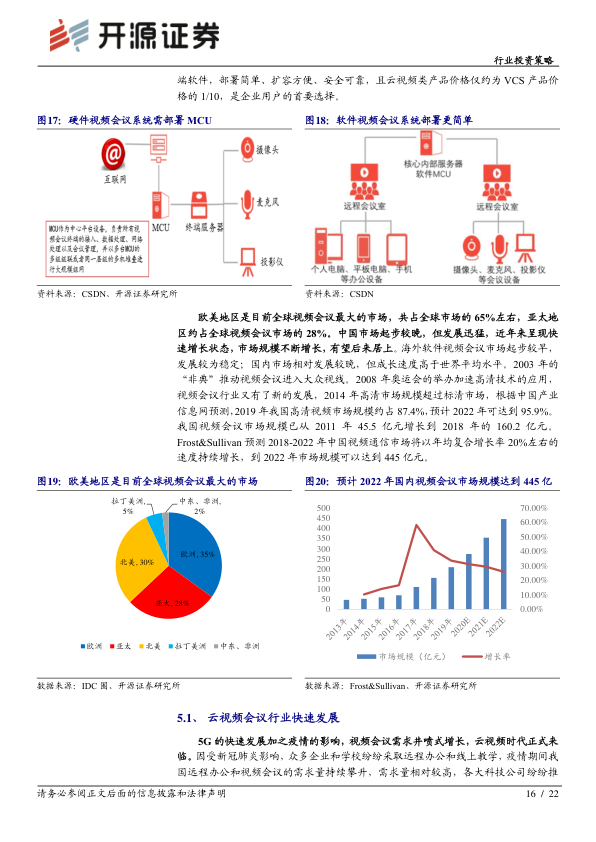 开源证券
行业投资策略
端软件，部署简单、扩容方便、安全可靠，且云视频类产品价格仅约为 VCS 产品价
格的 1/10，是企业用户的首要选择。
图17：硬件视频会议系统需部署 MCU
互联网
MCU
终端服务器
摄像头
麦克风
投影仪
MCU作为中心平台设备，负责所有视
频会议终端的接入、数据处理、网络
处理以及会议管理，并以多台MCU的
多组组联或者同一基组的多机堆叠进
行大规模组网
资料来源：CSDN、开源证券研究所
图18：软件视频会议系统部署更简单
核心内部服务器
软件MCU
远程会议室
远程会议室
个人电脑、平板电脑、手机
等办公设备
摄像头、麦克风、投影仪
等会议设备
资料来源：CSDN
欧美地区是目前全球视频会议最大的市场，共占全球市场的 65%左右，亚太地
区约占全球视频会议市场的 28%。中国市场起步较晚，但发展迅猛，近年来呈现快
速增长状态，市场规模不断增长，有望后来居上。海外软件视频会议市场起步较早，
发展较为稳定；国内市场相对发展较晚，但成长速度高于世界平均水平。2003 年的
“非典”推动视频会议进入大众视线。2008 年奥运会的举办加速高清技术的应用，
视频会议行业又有了新的发展，2014 年高清市场规模超过标清市场，根据中国产业
信息网预测，2019 年我国高清视频市场规模约占 87.4%，预计 2022 年可达到 95.9%。
我国视频会议市场规模已从 2011 年 45.5 亿元增长到 2018 年的 160.2 亿元。
Frost&Sullivan 预测 2018-2022 年中国视频通信市场将以年均复合增长率 20%左右的
速度持续增长，到 2022 年市场规模可以达到 445 亿元。
图19：欧美地区是目前全球视频会议最大的市场
拉丁美洲,
5%
中东、非洲,
2%
欧洲, 35%
北美, 30%
亚太, 28%
欧洲 亚太 北美 拉丁美洲 中东、非洲
数据来源：IDC 圈、开源证券研究所
图20：预计 2022 年国内视频会议市场规模达到 445 亿
500
450
400
350
300
250
200
150
100
50
0
70.00%
60.00%
50.00%
40.00%
30.00%
20.00%
10.00%
0.00%
2013年
2014年
2015年
2016年
2017年
2018年
2019年
2020E
2021E
2022E
市场规模（亿元） 增长率
数据来源：Frost&Sullivan、开源证券研究所
5.1、 云视频会议行业快速发展
5G 的快速发展加之疫情的影响，视频会议需求井喷式增长，云视频时代正式来
临。因受新冠肺炎影响，众多企业和学校纷纷采取远程办公和线上教学，疫情期间我
国远程办公和视频会议的需求量持续攀升，需求量相对较高，各大科技公司纷纷推
请务必参阅正文后面的信息披露和法律声明
16 / 22